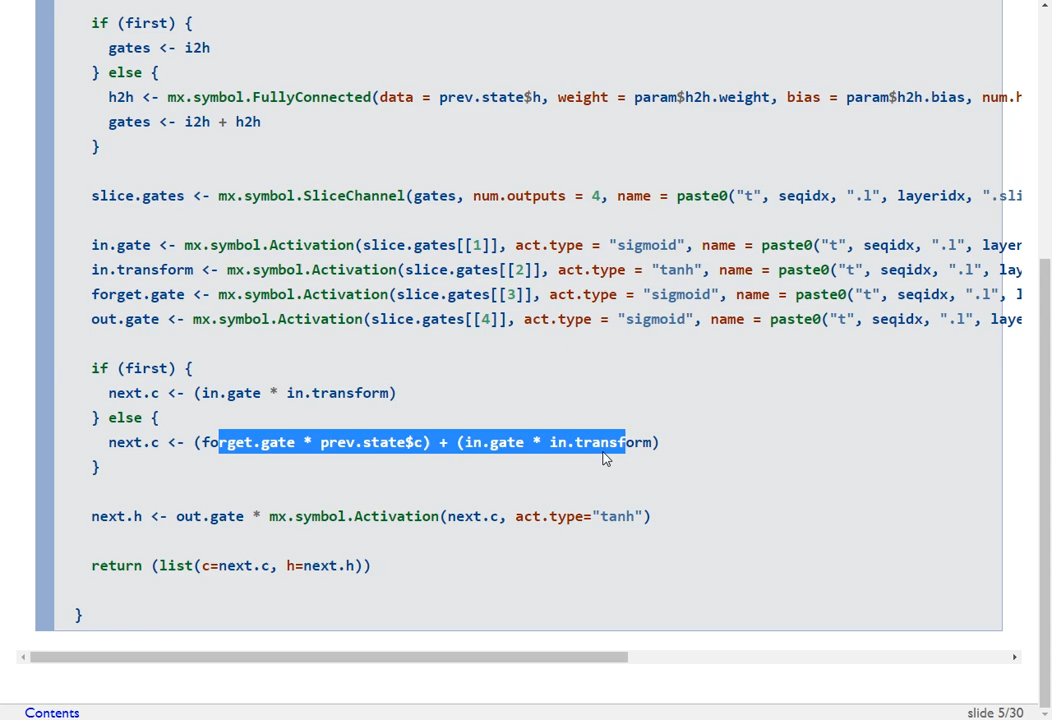 if (first) {
gates <- i2h
} else {
h2h <- mx.symbol.FullyConnected(data = prev.state$h, weight = param$h2h.weight, bias = param$h2h.bias, num.h
gates <- i2h + h2h
}
slice.gates <- mx.symbol.SliceChannel(gates, num.outputs = 4, name = paste0("t", seqidx, ".l", layeridx, ".sli
in.gate <- mx.symbol.Activation(slice.gates[[1]], act.type = "sigmoid", name = paste0("t", seqidx, ".l", layer
in.transform <- mx.symbol.Activation(slice.gates[[2]], act.type = "tanh", name = paste0("t", seqidx, ".l", lay
forget.gate <- mx.symbol.Activation(slice.gates[[3]], act.type = "sigmoid", name = paste0("t", seqidx, ".l", l
out.gate <- mx.symbol.Activation(slice.gates[[4]], act.type = "sigmoid", name = paste0("t", seqidx, ".l", laye
if (first) {
next.c <- (in.gate * in.transform)
} else {
next.c <- (forget.gate * prev.state$c) + (in.gate * in.transform)
}
next.h <- out.gate * mx.symbol.Activation(next.c, act.type="tanh")
return (list(c=next.c, h=next.h))
}
Contents
slide 5/30